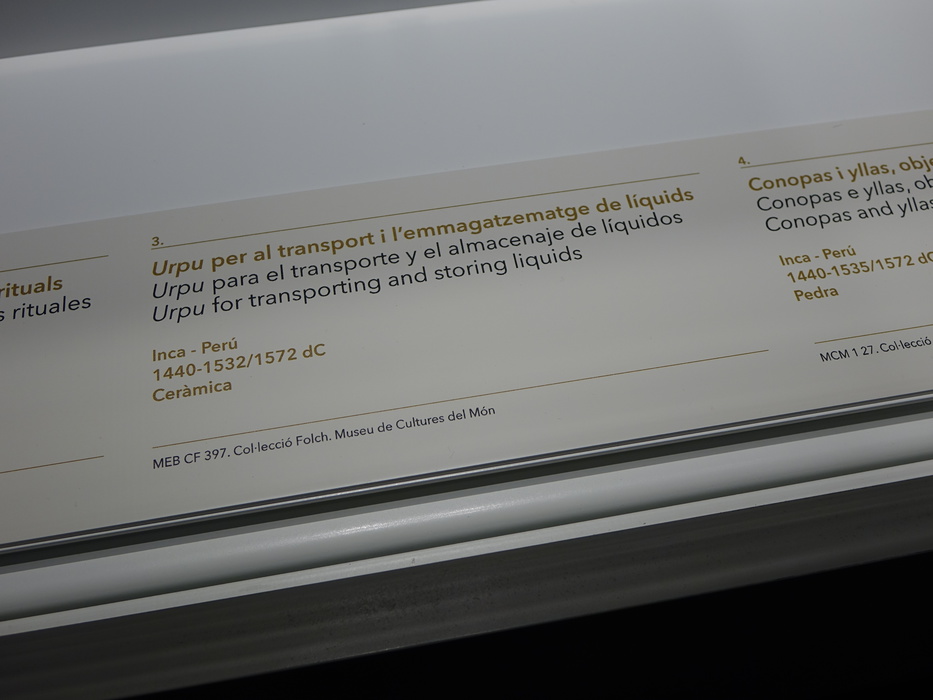 rituals
rituales
3.
Urpu per al transport i l'emmagatzematge de líquids
Urpu para el transporte y el almacenaje de líquidos
Urpu for transporting and storing liquids
Inca - Perú
1440-1532/1572 dC
Ceràmica
MEB CF 397. Col·lecció Folch. Museu de Cultures del Món
4.
Conopas i yllas,
Conopas e yllas,
Conopas and yllas
Inca - Perú
1440-1535/1572 dC
Pedra
MCM 1 27. Col·lecció